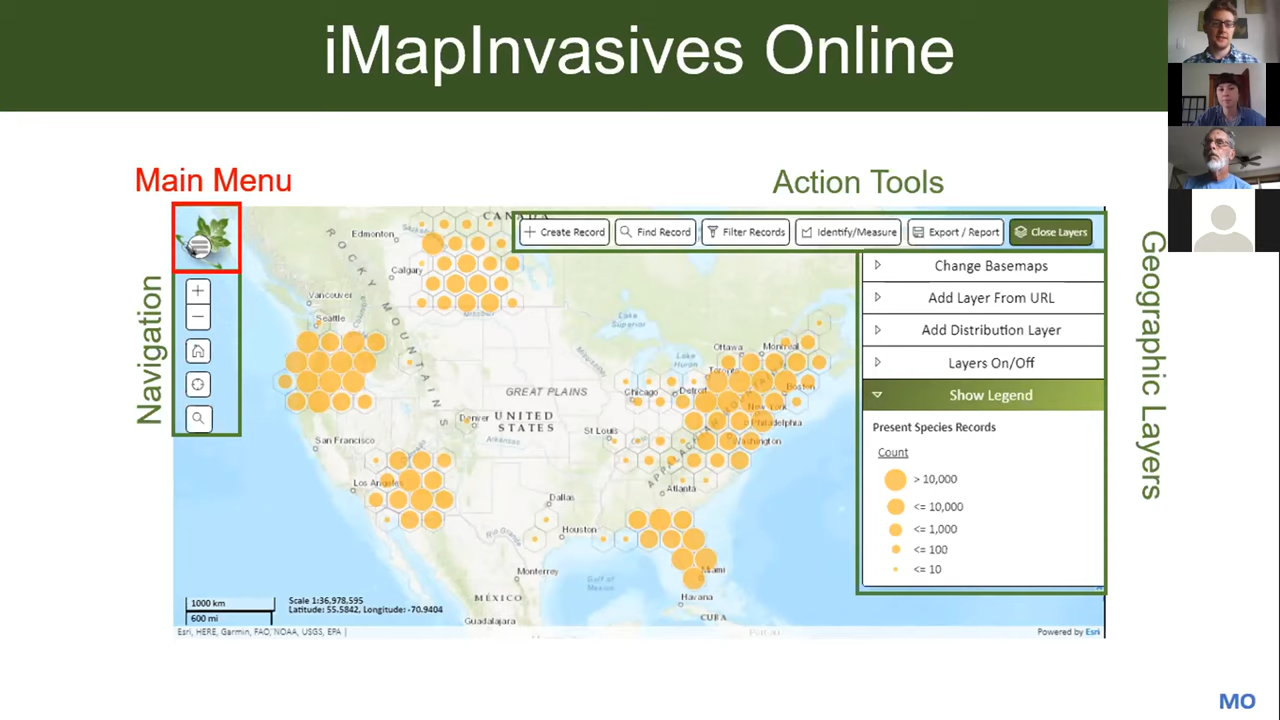 iMapInvasives Online
Main Menu
Action Tools
Navigation
Geographic Layers
Create Record
Find Record
Filter Records
Identify/Measure
Export / Report
Close Layers
Change Basemaps
Add Layer From URL
Add Distribution Layer
Layers On/Off
Show Legend
Present Species Records
Count
> 10,000
<= 10,000
<= 1,000
<= 100
<= 10
CANADA
Edmonton
Calgary
ROCKY MOUNTAINS
Vancouver
Seattle
Missouri
Lake Superior
Ottawa
Montreal
Lake Huron
Toronto
Chicago
Detroit
Boston
New York
Philadelphia
Washington
GREAT PLAINS
Denver
UNITED STATES
St Louis
Arkansas
San Francisco
Los Angeles
Atlanta
Dallas
Houston
Rio Grande
Monterrey
Gulf of Mexico
Miami
Havana
MÉXICO
CUBA
Guadalajara
1000 km
600 mi
Scale 1:36,978,595
Latitude: 55.5842, Longitude: -70.9404
Esri, HERE, Garmin, FAO, NOAA, USGS, EPA |
Powered by Esri
MO